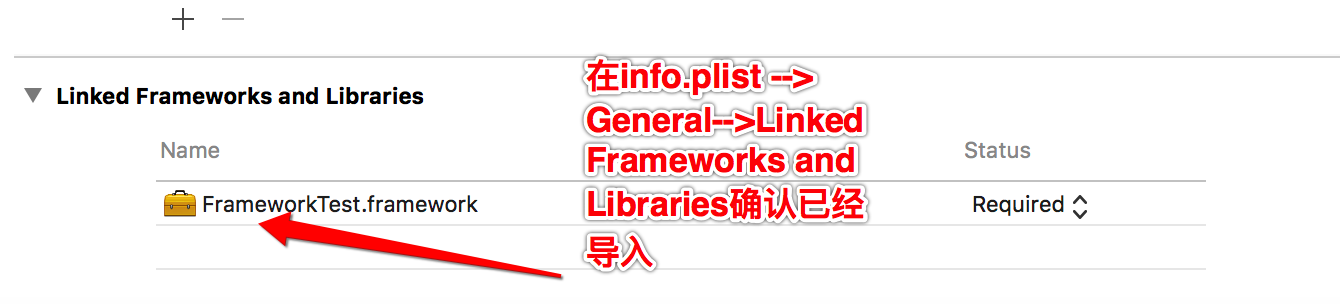 Linked Frameworks and Libraries
Name
Status
FrameworkTest.framework
Required
在info.plist -->
General-->Linked
Frameworks and
Libraries确认已经
导入